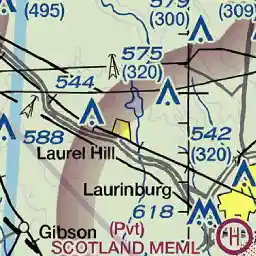 579
(495)
(300)
(309)
575
(320)
544
588
542
(320)
Laurel Hill
Laurinburg
618
(Pvt)
H
Gibson
SCOTLAND MEML